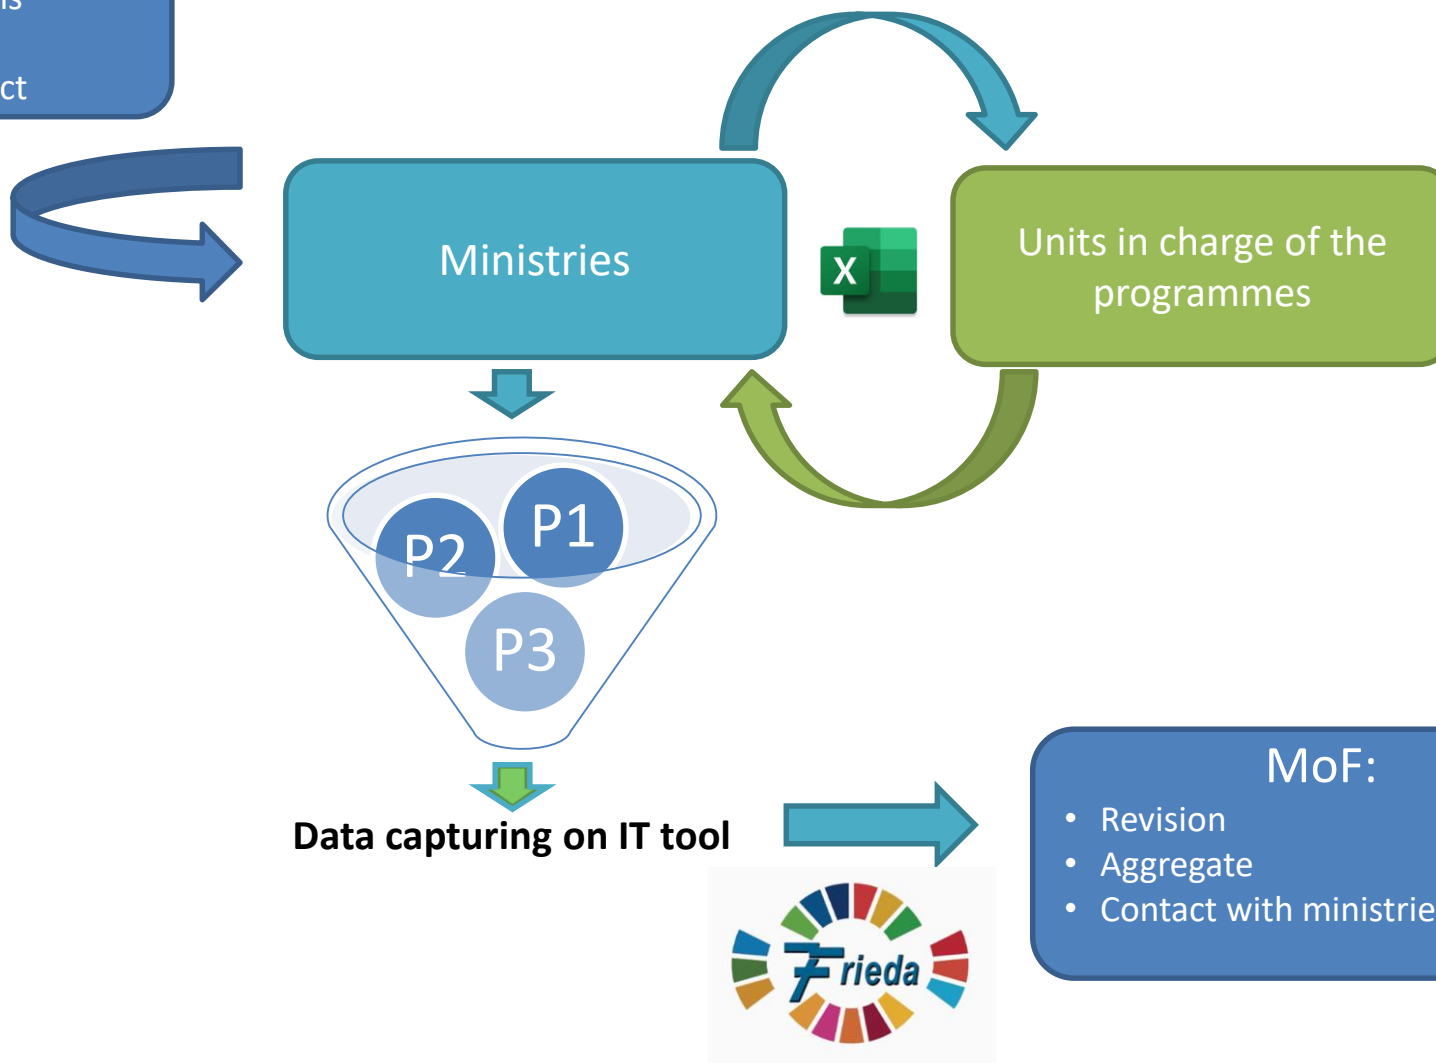 ct
Ministries
X
Units in charge of the
programmes
P1
P2
P3
Data capturing on IT tool
MoF:
• Revision
• Aggregate
• Contact with ministrie
Frieda